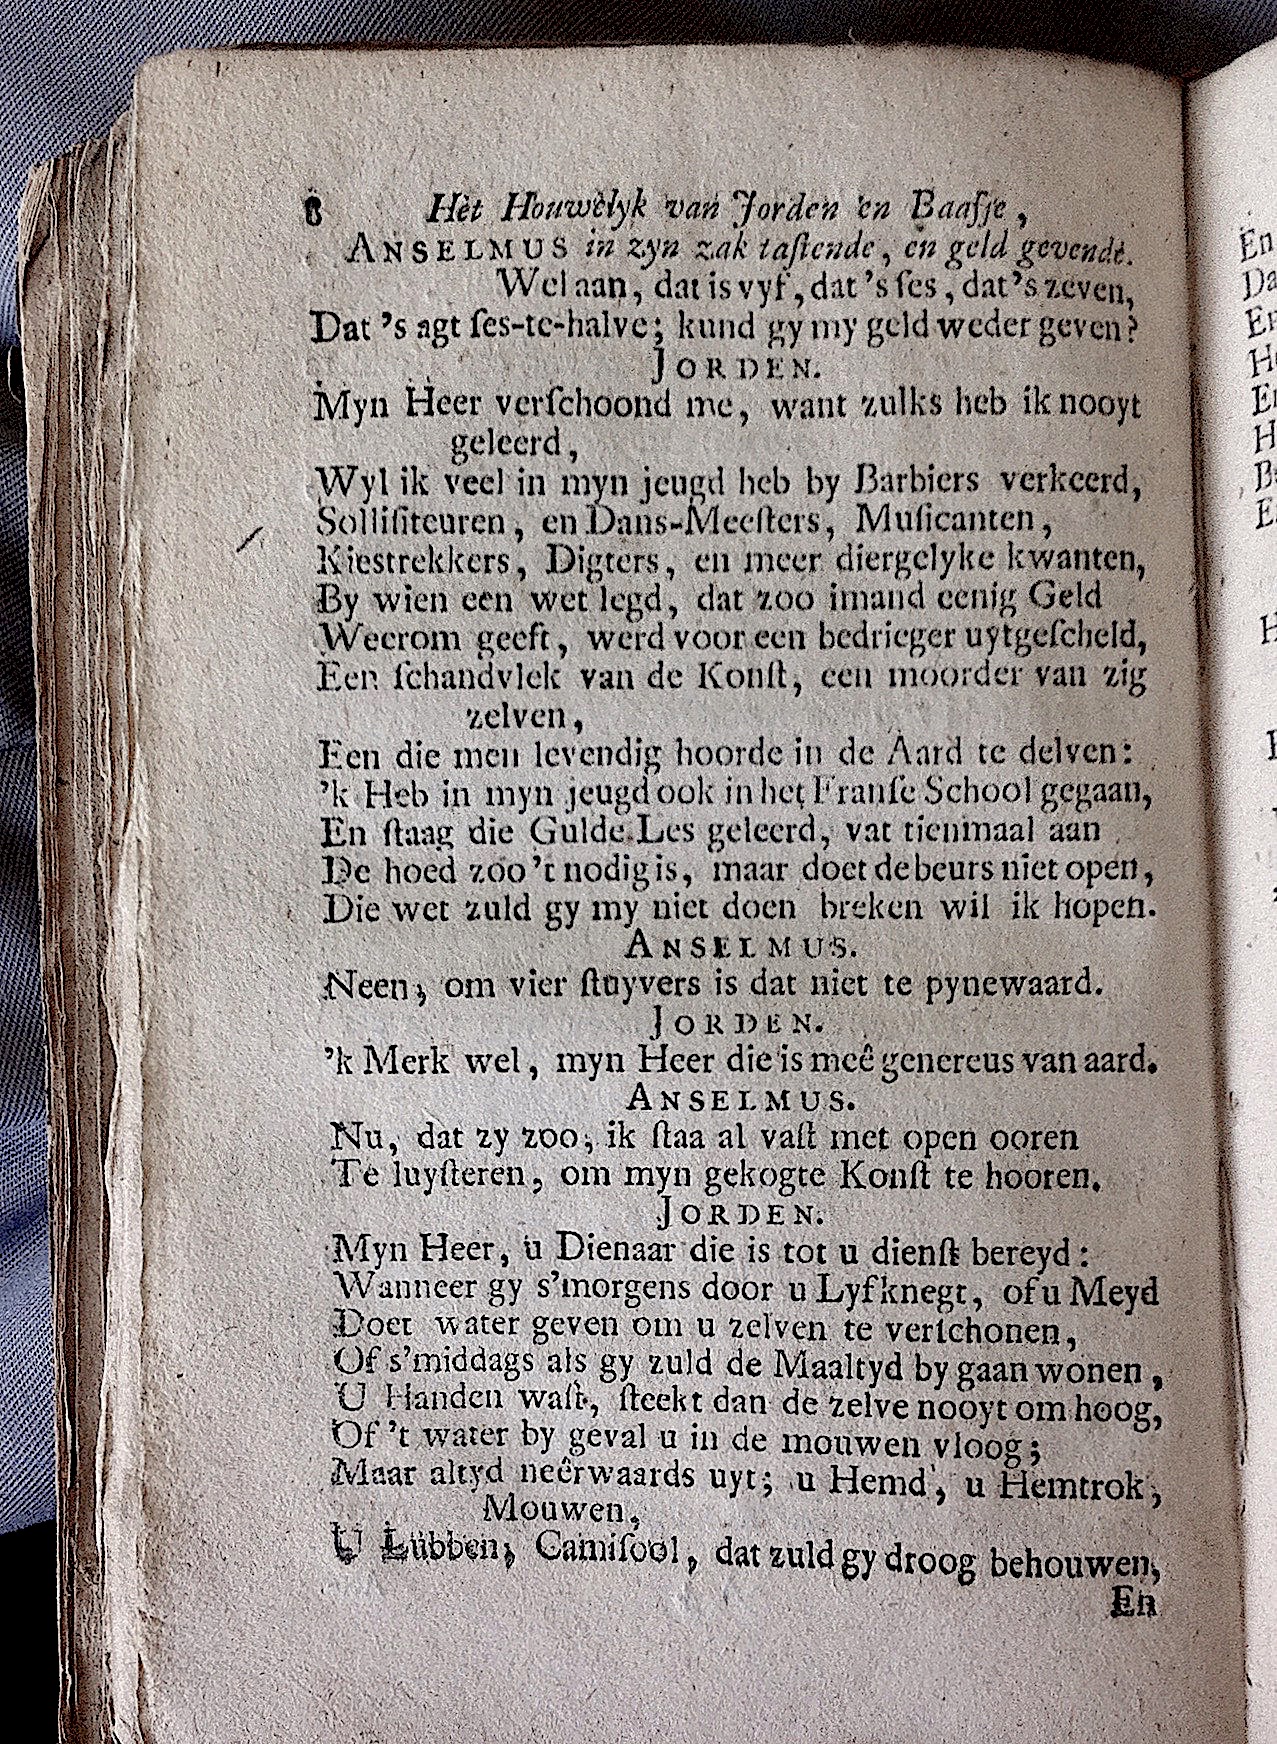 8 Het Houwelyk van Jorden en Baaſje,
ANSELMUS in zyn zak taſtende, en geld gevende.
Wel aan, dat is vyf, dat 's ſes, dat 's zeven,
Dat 's agt ſes-te-halve; kund gy my geld weder geven?
JORDEN.
Myn Heer verſchoond me, want zulks heb ik nooyt
geleerd,
Wyl ik veel in myn jeugd heb by Barbiers verkeerd,
Solliſiteuren, en Dans-Meeſters, Muſicanten,
Kiestrekkers, Digters, en meer diergelyke kwanten,
By wien een wet legd, dat zoo imand eenig Geld
Weerom geeft, werd voor een bedrieger uytgeſcheld,
Een ſchandvlek van de Konſt, een moorder van zig
zelven,
Een die men levendig hoorde in de Aard te delven:
'k Heb in myn jeugd ook in het Franſe School gegaan,
En ſtaag die Gulde Les geleerd, vat tienmaal aan
De hoed zoo 't nodig is, maar doet de beurs niet open,
Die wet zuld gy my niet doen breken wil ik hopen.
ANSELMUS.
Neen, om vier ſtuyvers is dat niet te pynewaard.
JORDEN.
'k Merk wel, myn Heer die is meê genereus van aard.
ANSELMUS.
Nu, dat zy zoo, ik ſtaa al vaſt met open ooren
Te luyſteren, om myn gekogte Konſt te hooren.
JORDEN.
Myn Heer, u Dienaar die is tot u dienſt bereyd:
Wanneer gy s'morgens door u Lyfknegt, of u Meyd
Doet water geven om u zelven te verſchonen,
Of s'middags als gy zuld de Maaltyd by gaan wonen,
U Handen waſt, ſteekt dan de zelve nooyt om hoog,
Of 't water by geval u in de mouwen vloog;
Maar altyd neêrwaards uyt; u Hemd, u Hemtrok,
Mouwen,
U Lubben, Camiſool, dat zuld gy droog behouwen,
En